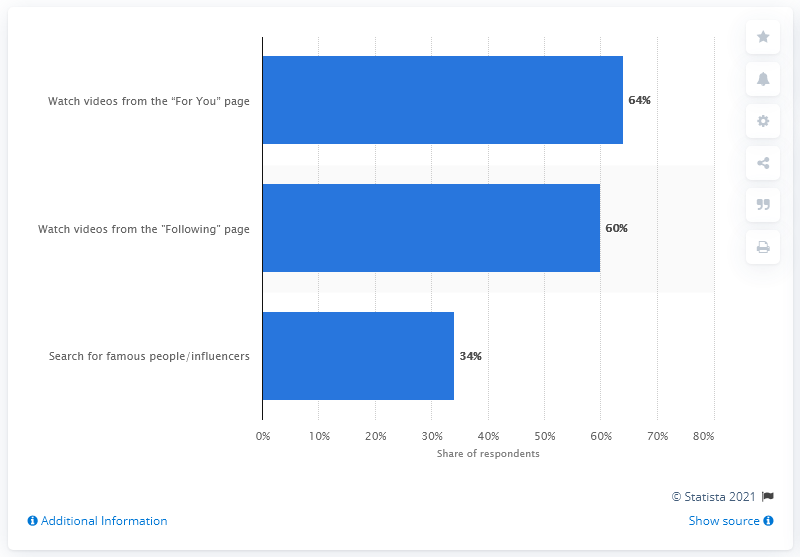 Watch videos from the “For You” page
64%
Watch videos from the "Following" page
60%
Search for famous people/influencers
34%
0% 10% 20% 30% 40% 50% 60% 70% 80%
Share of respondents
© Statista 2021
Additional Information
Show source